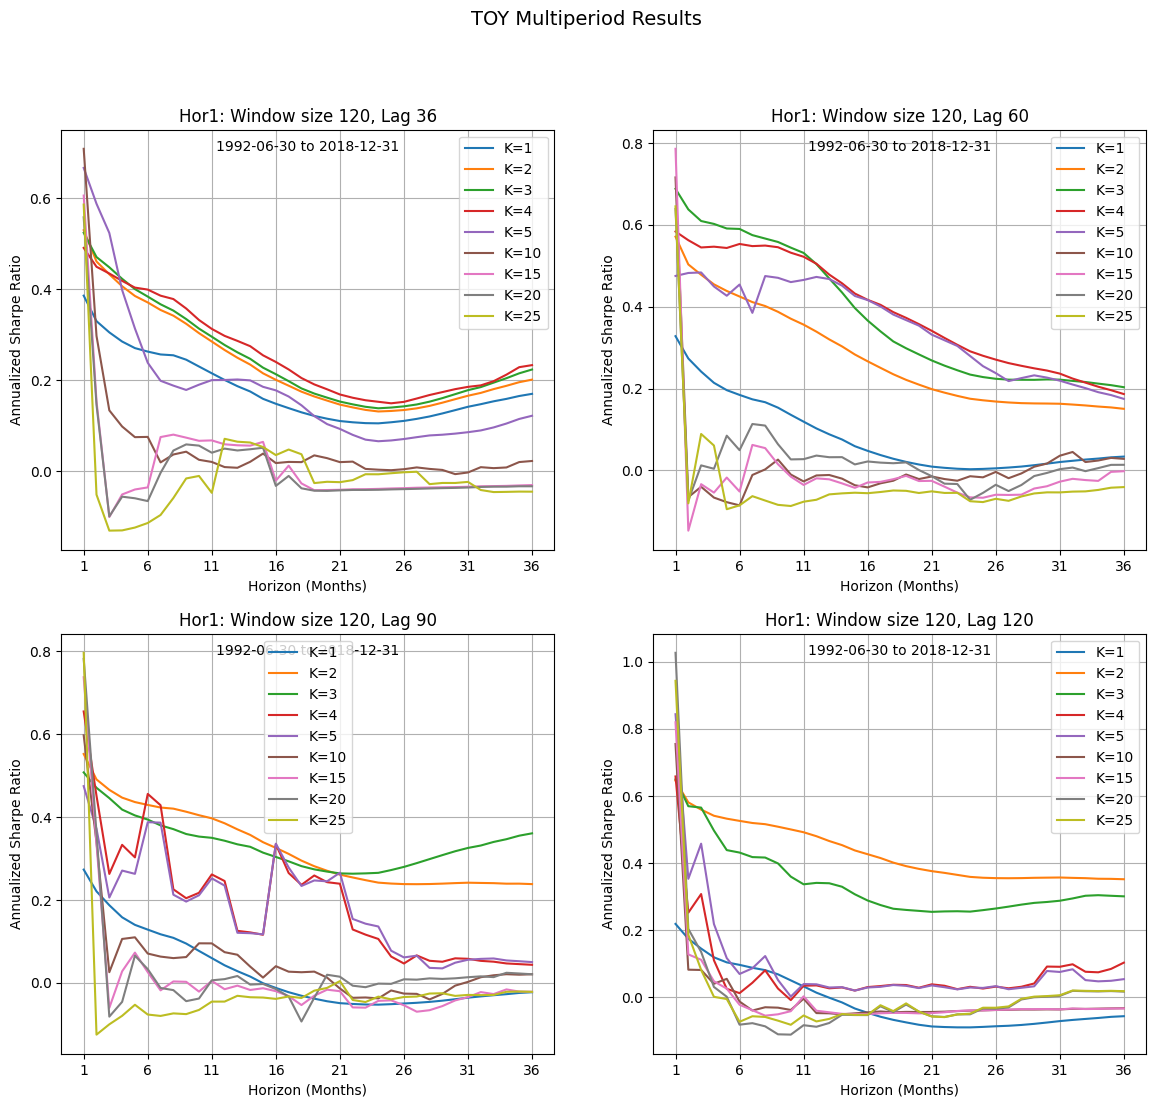 TOY Multiperiod Results
Hor1: Window size 120, Lag 36
1992-06-30 to 2018-12-31
K=1
K=2
K=3
K=4
K=5
K=10
K=15
K=20
K=25
Annualized Sharpe Ratio
0.6
0.4
0.2
0.0
1 6 11 16 21 26 31 36
Horizon (Months)
Hor1: Window size 120, Lag 60
1992-06-30 to 2018-12-31
K=1
K=2
K=3
K=4
K=5
K=10
K=15
K=20
K=25
Annualized Sharpe Ratio
0.8
0.6
0.4
0.2
0.0
1 6 11 16 21 26 31 36
Horizon (Months)
Hor1: Window size 120, Lag 90
1992-06-30 to 2018-12-31
K=1
K=2
K=3
K=4
K=5
K=10
K=15
K=20
K=25
Annualized Sharpe Ratio
0.8
0.6
0.4
0.2
0.0
1 6 11 16 21 26 31 36
Horizon (Months)
Hor1: Window size 120, Lag 120
1992-06-30 to 2018-12-31
K=1
K=2
K=3
K=4
K=5
K=10
K=15
K=20
K=25
Annualized Sharpe Ratio
1.0
0.8
0.6
0.4
0.2
0.0
1 6 11 16 21 26 31 36
Horizon (Months)